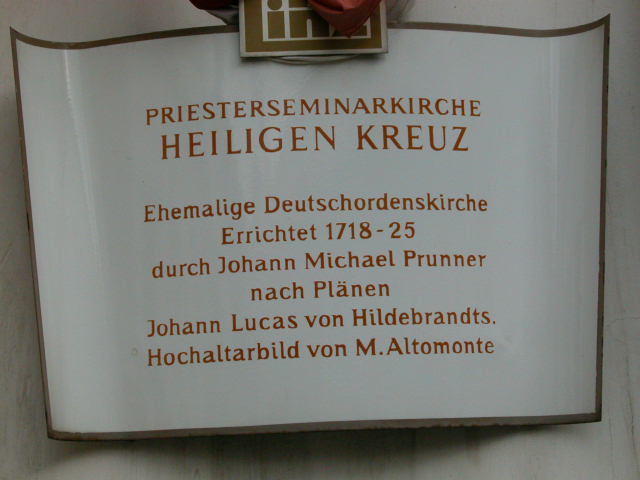 PRIESTERSEMINARKIRCHE
HEILIGEN KREUZ
Ehemalige Deutschordenskirche
Errichtet 1718-25
durch Johann Michael Prunner
nach Plänen
Johann Lucas von Hildebrandts.
Hochaltarbild von M. Altomonte